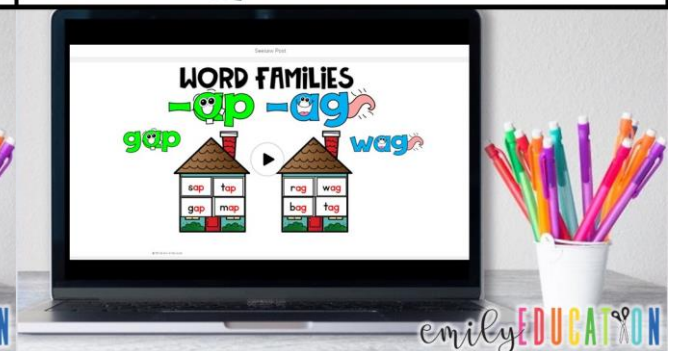 Seesaw Post
WORD FAMILIES
-ap -ag
gap
wag
sap tap
gap map
rag wag
bag tag
N
emilyEDUCATION